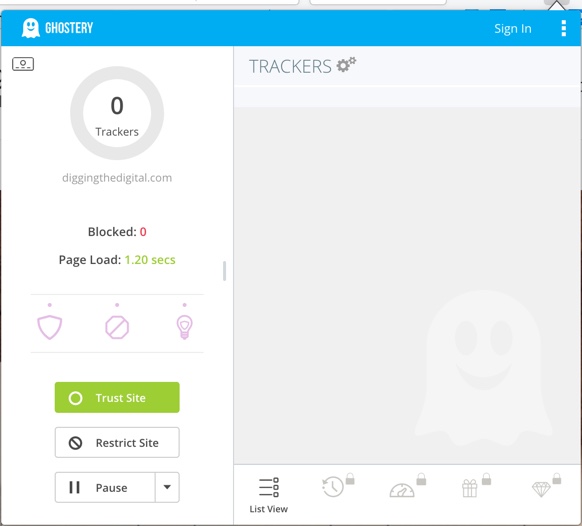 GHOSTERY
Sign In
0
Trackers
diggingthedigital.com
Blocked: 0
Page Load: 1.20 secs
Trust Site
Restrict Site
Pause
TRACKERS
List View